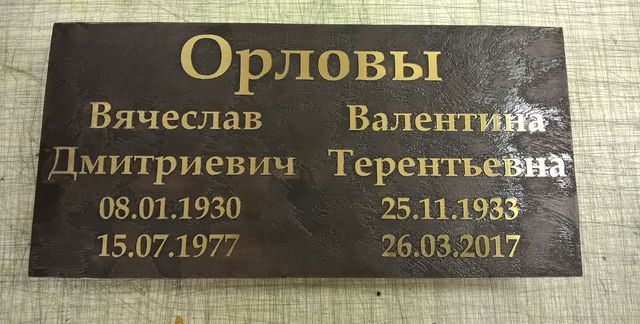 Орловы
Вячеслав
Дмитриевич
08.01.1930
15.07.1977
Валентина
Терентьевна
25.11.1933
26.03.2017